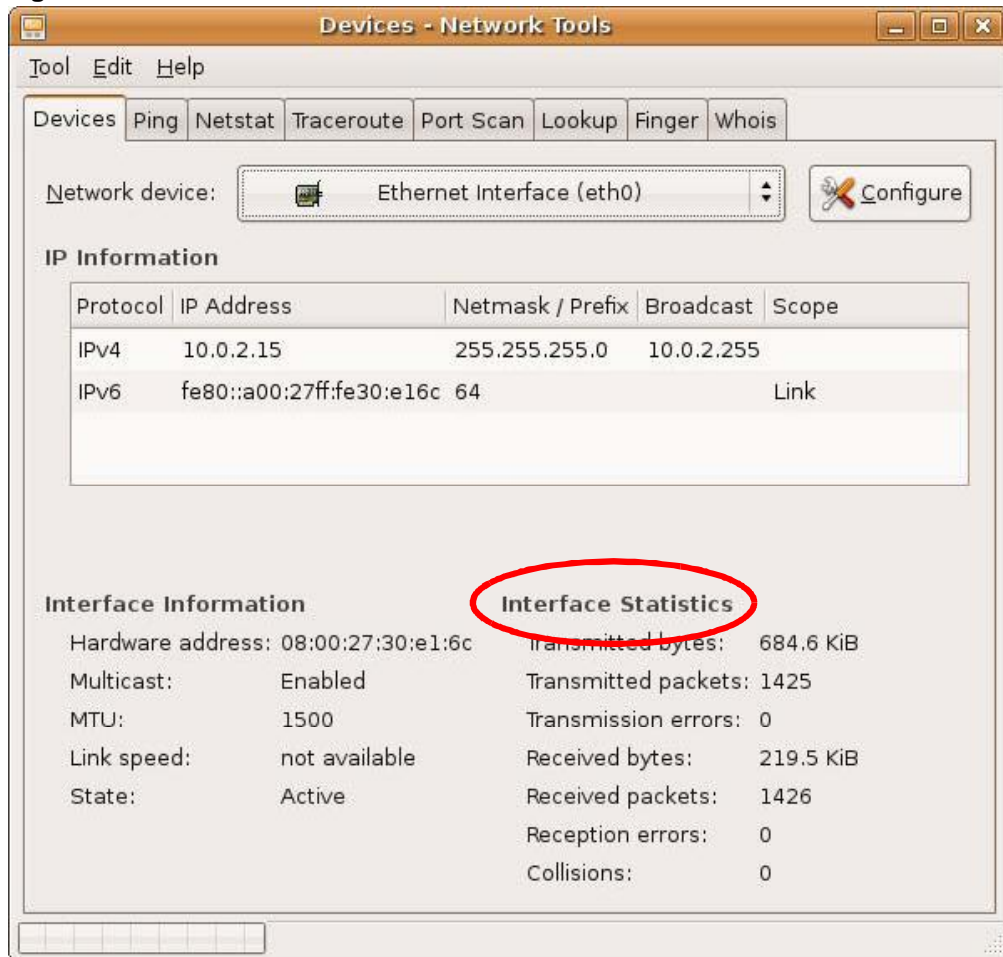 Devices - Network Tools
Tool Edit Help
Devices Ping Netstat Traceroute Port Scan Lookup Finger Whois
Network device: Ethernet Interface (eth0) Configure
IP Information
Protocol IP Address Netmask / Prefix Broadcast Scope
IPv4 10.0.2.15 255.255.255.0 10.0.2.255
IPv6 fe80::a00:27ff:fe30:e16c 64 Link
Interface Information
Hardware address: 08:00:27:30:e1:6c
Multicast: Enabled
MTU: 1500
Link speed: not available
State: Active
Interface Statistics
Transmitted bytes: 684.6 KiB
Transmitted packets: 1425
Transmission errors: 0
Received bytes: 219.5 KiB
Received packets: 1426
Reception errors: 0
Collisions: 0